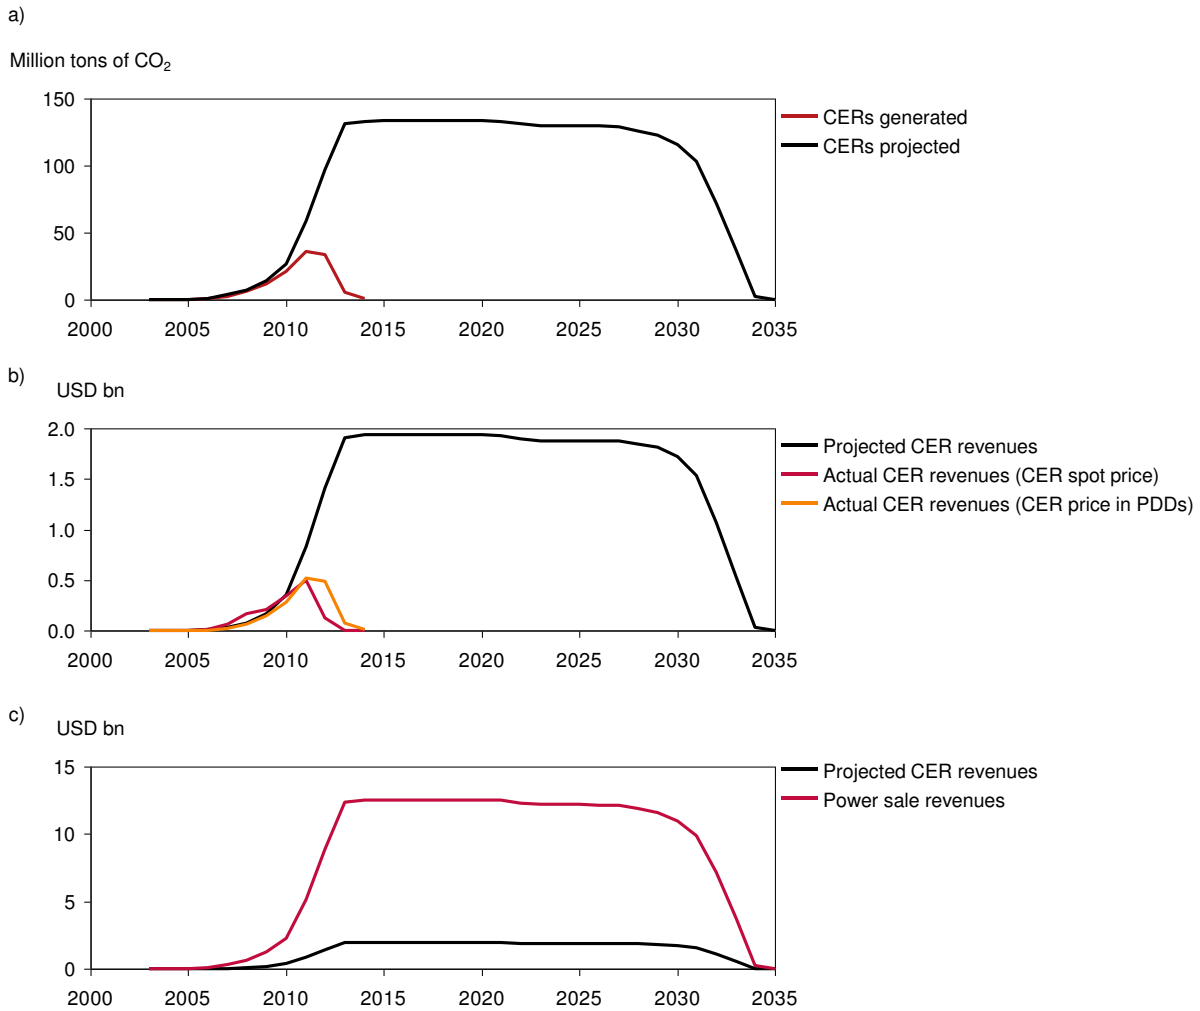 a)
Million tons of CO₂
150
100
50
0
2000 2005 2010 2015 2020 2025 2030 2035
CERs generated
CERs projected
b)
USD bn
2.0
1.5
1.0
0.5
0.0
2000 2005 2010 2015 2020 2025 2030 2035
Projected CER revenues
Actual CER revenues (CER spot price)
Actual CER revenues (CER price in PDDs)
c)
USD bn
15
10
5
0
2000 2005 2010 2015 2020 2025 2030 2035
Projected CER revenues
Power sale revenues